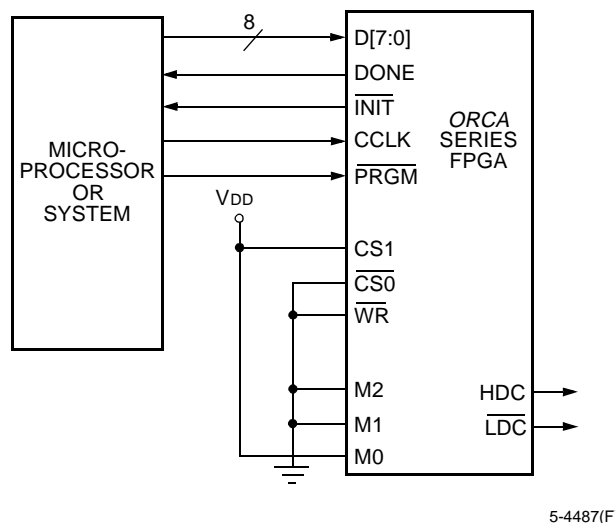 8
D[7:0]
DONE
INIT
CCLK
PRGM
MICRO-
PROCESSOR
OR
SYSTEM
ORCA
SERIES
FPGA
VDD
CS1
CS0
WR
M2
M1
M0
HDC
LDC
5-4487(F